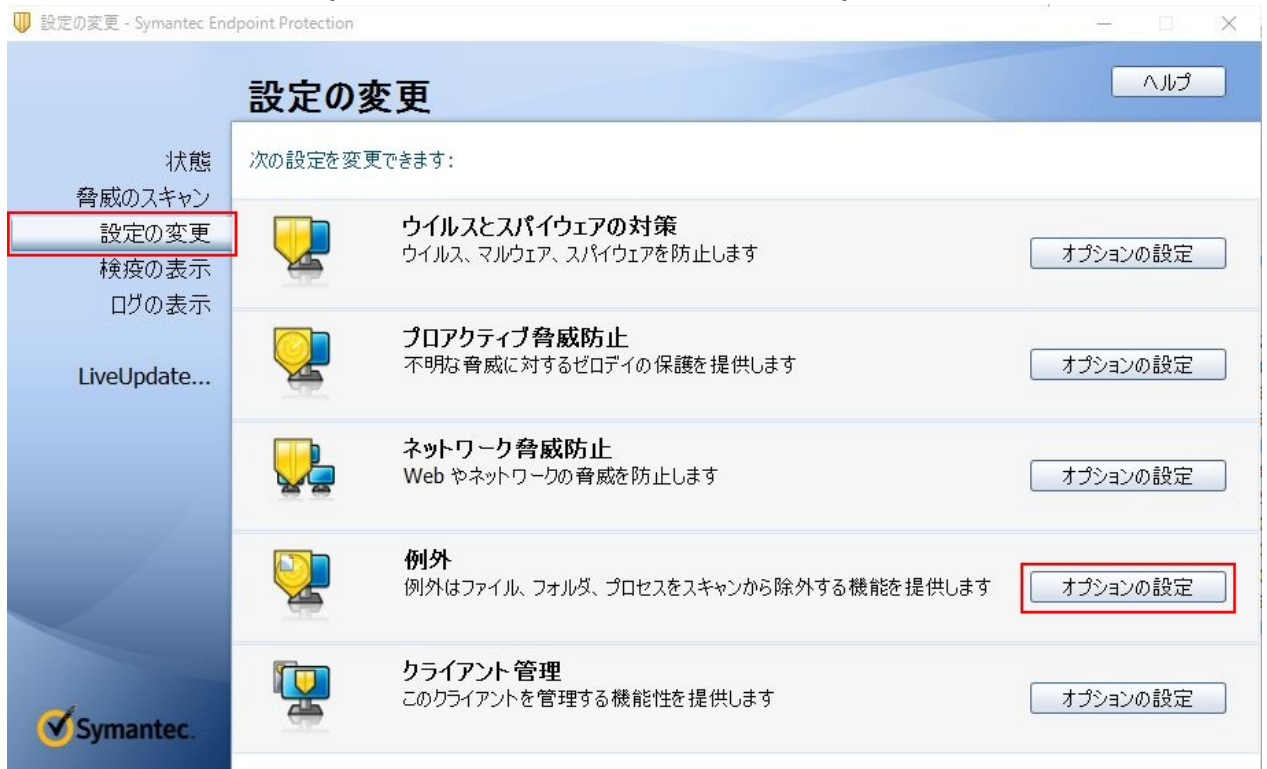 設定の変更 - Symantec Endpoint Protection
設定の変更
ヘルプ
状態
脅威のスキャン
設定の変更
検疫の表示
ログの表示
LiveUpdate...
次の設定を変更できます:
ウイルスとスパイウェアの対策
ウイルス、マルウェア、スパイウェアを防止します
オプションの設定
プロアクティブ脅威防止
不明な脅威に対するゼロデイの保護を提供します
オプションの設定
ネットワーク脅威防止
Web やネットワークの脅威を防止します
オプションの設定
例外
例外はファイル、フォルダ、プロセスをスキャンから除外する機能を提供します
オプションの設定
クライアント管理
このクライアントを管理する機能性を提供します
オプションの設定
Symantec.